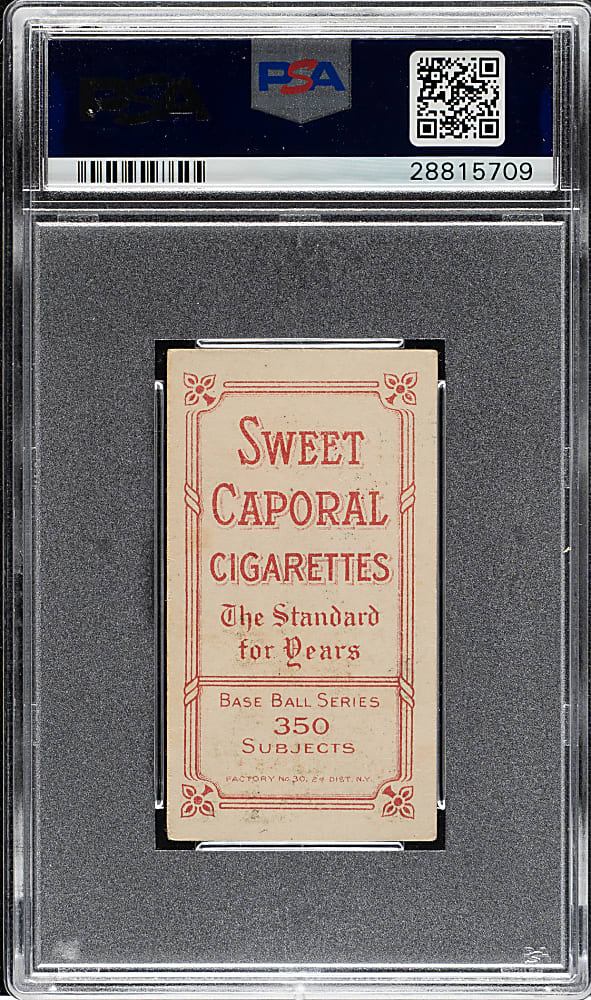 PSA
PSA
28815709
SWEET
CAPORAL
CIGARETTES
The Standard
for Years
BASE BALL SERIES
350
SUBJECTS
FACTORY No 30, 2d DIST. N.Y.